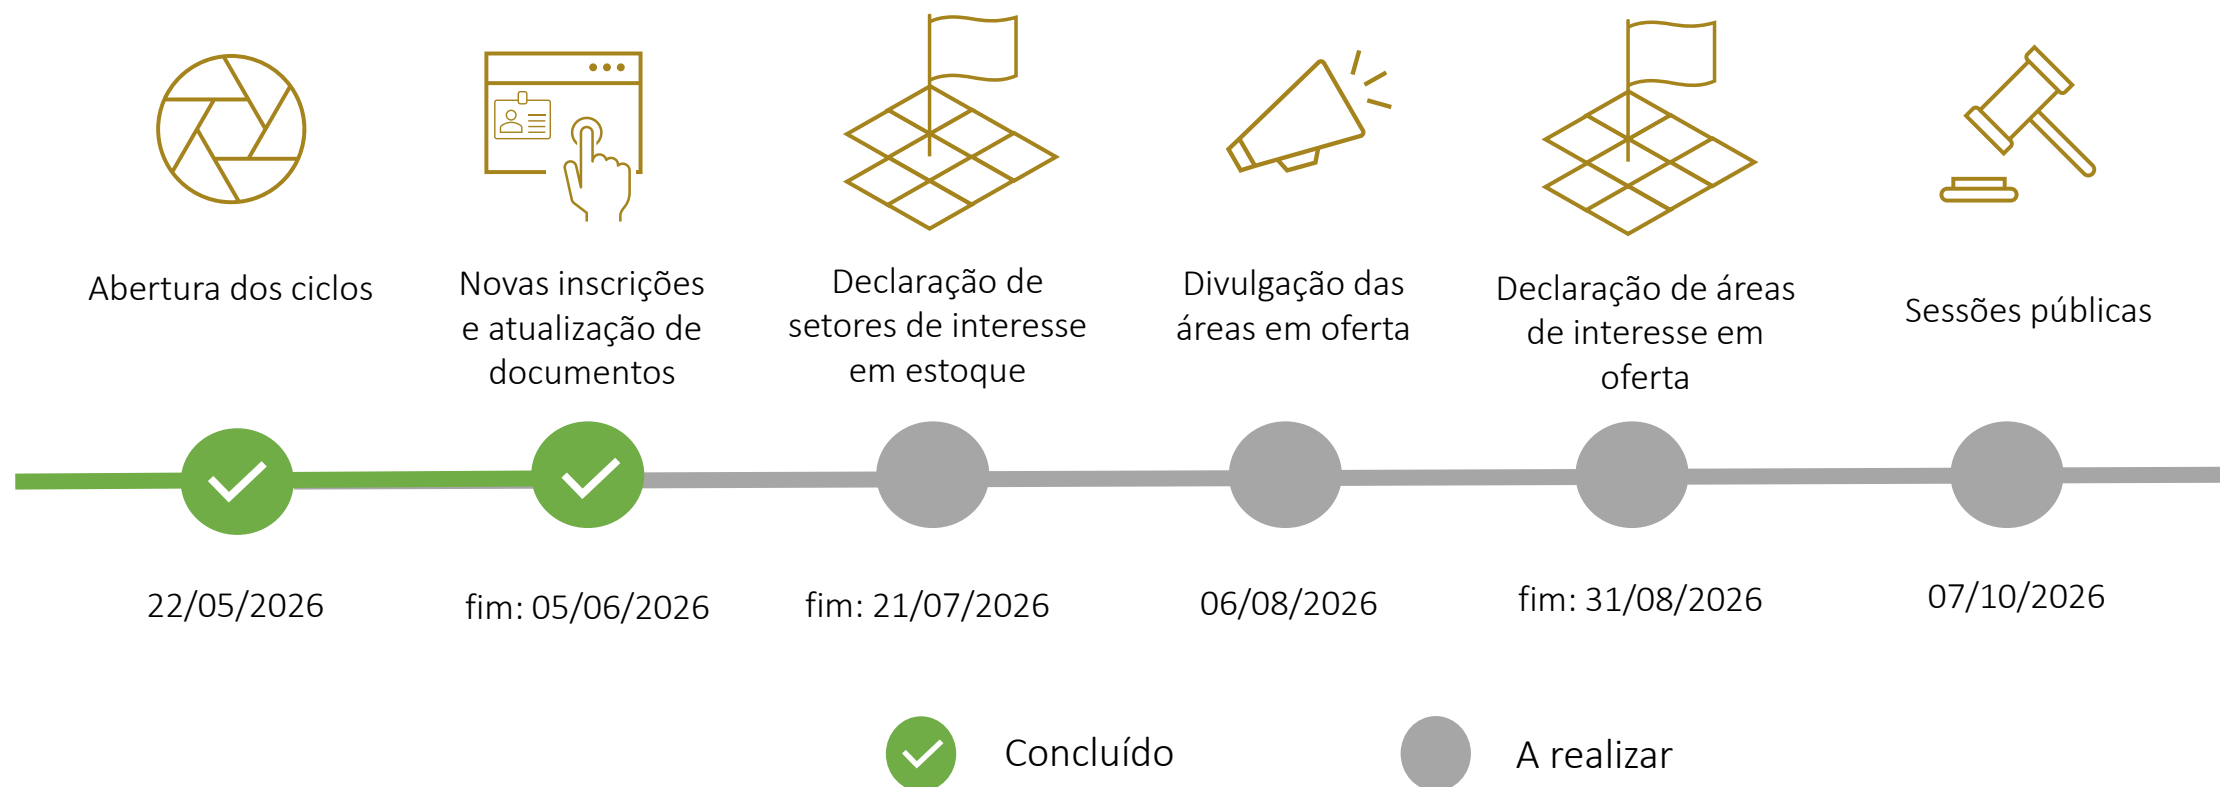 Abertura dos ciclos
Novas inscrições
e atualização de
documentos
Declaração de
setores de interesse
em estoque
Divulgação das
áreas em oferta
Declaração de áreas
de interesse em
oferta
Sessões públicas
22/05/2026
fim: 05/06/2026
fim: 21/07/2026
06/08/2026
fim: 31/08/2026
07/10/2026
Concluído
A realizar